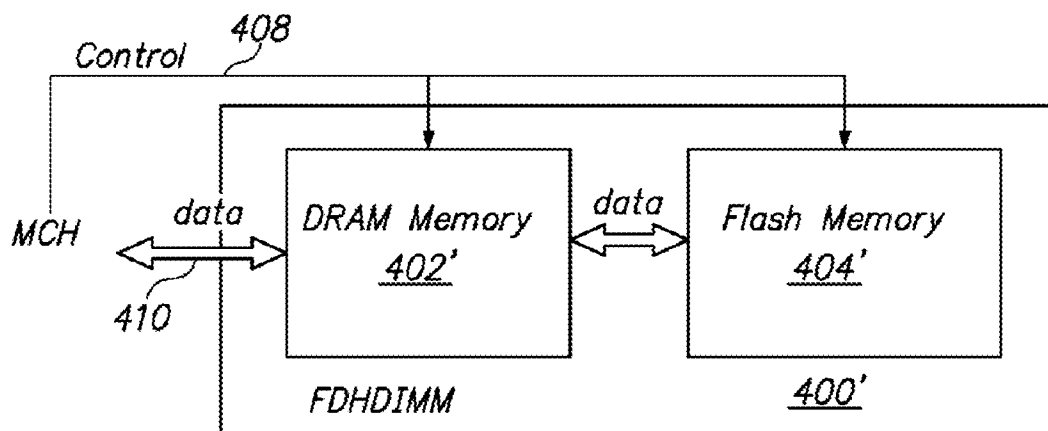 408
Control
data
DRAM Memory
data
Flash Memory
MCH
402'
404'
410
FDHDIMM
400'